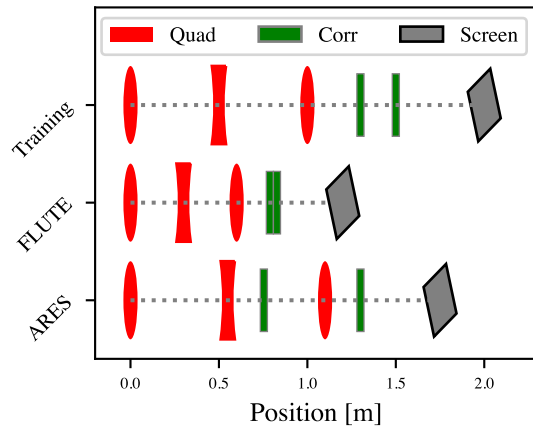 Quad Corr Screen
Training
FLUTE
ARES
0.0 0.5 1.0 1.5 2.0
Position [m]